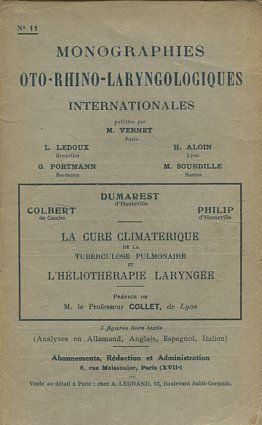 N° 11
MONOGRAPHIES
OTO-RHINO-LARYNGOLOGIQUES
INTERNATIONALES
publiées par
M. VERNET
Paris
L. LEDOUX H. ALOIN
Bruxelles Lyon
G. PORTMANN M. SOURDILLE
Bordeaux Nantes
DUMAREST
d'Hauteville
COLBERT PHILIP
de Cambo d'Hauteville
LA CURE CLIMATÉRIQUE
DE LA
TUBERCULOSE PULMONAIRE
ET
L'HÉLIOTHÉRAPIE LARYNGÉE
PRÉFACE DE
M. le Professeur COLLET, de Lyon
3 figures hors texte
(Analyses en Allemand, Anglais, Espagnol, Italien)
Abonnements, Rédaction et Administration
6, rue Meissonier, Paris (XVIIe)
Vente au détail à Paris : chez A. LEGRAND, 93, Boulevard Saint-Germain.